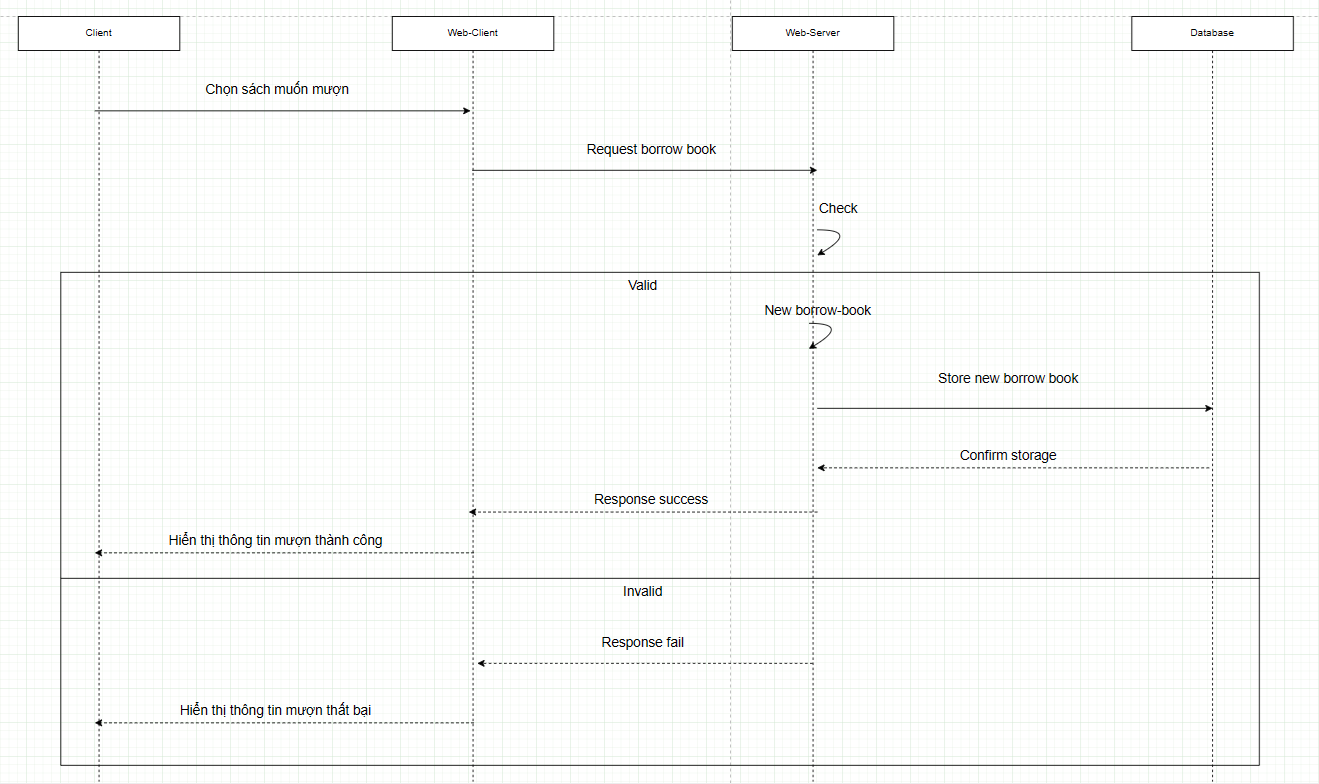 Client
Web-Client
Web-Server
Database
Chọn sách muốn mượn
Request borrow book
Check
Valid
New borrow-book
Store new borrow book
Confirm storage
Response success
Hiển thị thông tin mượn thành công
Invalid
Response fail
Hiển thị thông tin mượn thất bại